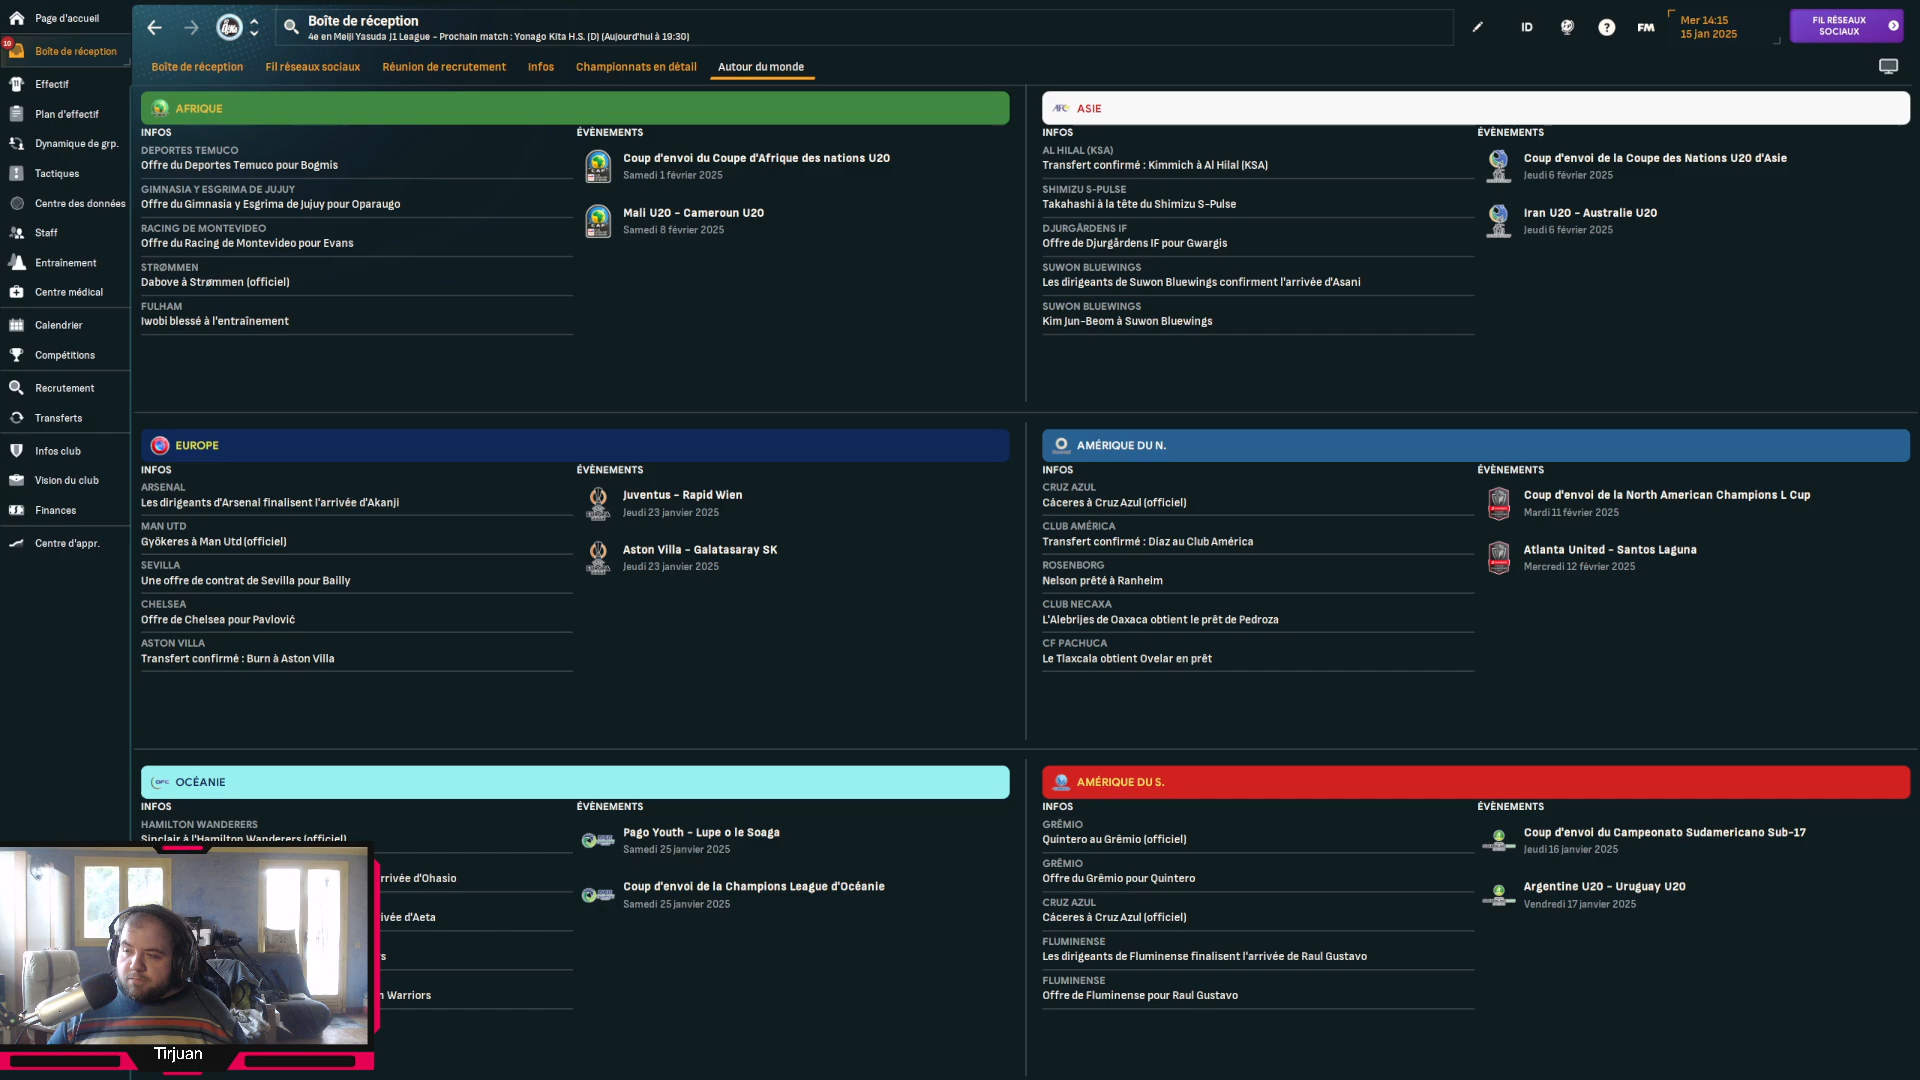 Page d'accueil
10
Boîte de réception
Effectif
Plan d'effectif
Dynamique de grp.
Tactiques
Centre des données
Staff
Entraînement
Centre médical
Calendrier
Compétitions
Recrutement
Transferts
Infos club
Vision du club
Finances
Centre d'appr.
Boîte de réception
4e en Meiji Yasuda J1 League - Prochain match : Yonago Kita H.S. (D) (Aujourd'hui à 19:30)
ID
?
FM
Mer 14:15
15 jan 2025
FIL RÉSEAUX
SOCIAUX
Boîte de réception
Fil réseaux sociaux
Réunion de recrutement
Infos
Championnats en détail
Autour du monde
AFRIQUE
INFOS
DEPORTES TEMUCO
Offre du Deportes Temuco pour Bogmis
GIMNASIA Y ESGRIMA DE JUJUY
Offre du Gimnasia y Esgrima de Jujuy pour Oparaugo
RACING DE MONTEVIDEO
Offre du Racing de Montevideo pour Evans
STRØMMEN
Dabove à Strømmen (officiel)
FULHAM
Iwobi blessé à l'entraînement
ÉVÈNEMENTS
Coup d'envoi du Coupe d'Afrique des nations U20
Samedi 1 février 2025
Mali U20 - Cameroun U20
Samedi 8 février 2025
AFC
ASIE
INFOS
AL HILAL (KSA)
Transfert confirmé : Kimmich à Al Hilal (KSA)
SHIMIZU S-PULSE
Takahashi à la tête du Shimizu S-Pulse
DJURGÅRDENS IF
Offre de Djurgårdens IF pour Gwargis
SUWON BLUEWINGS
Les dirigeants de Suwon Bluewings confirment l'arrivée d'Asani
SUWON BLUEWINGS
Kim Jun-Beom à Suwon Bluewings
ÉVÈNEMENTS
Coup d'envoi de la Coupe des Nations U20 d'Asie
Jeudi 6 février 2025
Iran U20 - Australie U20
Jeudi 6 février 2025
EUROPE
INFOS
ARSENAL
Les dirigeants d'Arsenal finalisent l'arrivée d'Akanji
MAN UTD
Gyökeres à Man Utd (officiel)
SEVILLA
Une offre de contrat de Sevilla pour Bailly
CHELSEA
Offre de Chelsea pour Pavlović
ASTON VILLA
Transfert confirmé : Burn à Aston Villa
ÉVÈNEMENTS
Juventus - Rapid Wien
Jeudi 23 janvier 2025
Aston Villa - Galatasaray SK
Jeudi 23 janvier 2025
AMÉRIQUE DU N.
INFOS
CRUZ AZUL
Cáceres à Cruz Azul (officiel)
CLUB AMÉRICA
Transfert confirmé : Díaz au Club América
ROSENBORG
Nelson prêté à Ranheim
CLUB NECAXA
L'Alebrijes de Oaxaca obtient le prêt de Pedroza
CF PACHUCA
Le Tlaxcala obtient Ovelar en prêt
ÉVÈNEMENTS
Coup d'envoi de la North American Champions L Cup
Mardi 11 février 2025
Atlanta United - Santos Laguna
Mercredi 12 février 2025
OFC
OCÉANIE
INFOS
HAMILTON WANDERERS
Sinclair à l'Hamilton Wanderers (officiel)
rrivée d'Ohasio
ivée d'Aeta
s
n Warriors
ÉVÈNEMENTS
Pago Youth - Lupe o le Soaga
Samedi 25 janvier 2025
Coup d'envoi de la Champions League d'Océanie
Samedi 25 janvier 2025
AMÉRIQUE DU S.
INFOS
GRÊMIO
Quintero au Grêmio (officiel)
GRÊMIO
Offre du Grêmio pour Quintero
CRUZ AZUL
Cáceres à Cruz Azul (officiel)
FLUMINENSE
Les dirigeants de Fluminense finalisent l'arrivée de Raul Gustavo
FLUMINENSE
Offre de Fluminense pour Raul Gustavo
ÉVÈNEMENTS
Coup d'envoi du Campeonato Sudamericano Sub-17
Jeudi 16 janvier 2025
Argentine U20 - Uruguay U20
Vendredi 17 janvier 2025
Tirjuan